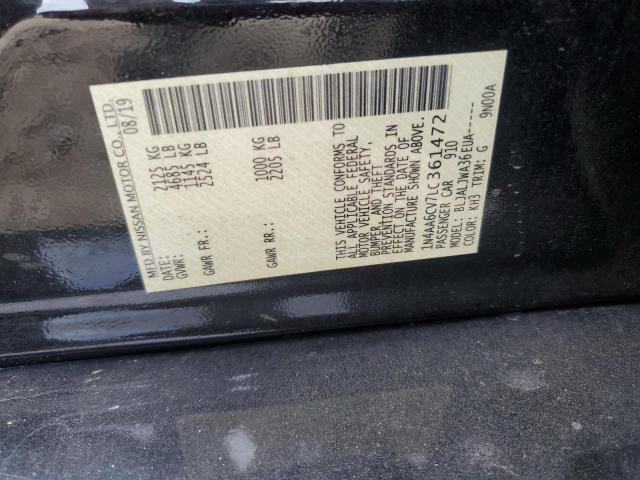 MFD BY NISSAN MOTOR CO., LTD.
08/19
GVWR: 2125 KG
4685 LB
GAWR FR.: 1145 KG
2524 LB
GAWR RR.: 1000 KG
2205 LB
THIS VEHICLE CONFORMS TO
ALL APPLICABLE FEDERAL
MOTOR VEHICLE SAFETY,
BUMPER, AND THEFT
PREVENTION STANDARDS IN
EFFECT ON THE DATE OF
MANUFACTURE SHOWN ABOVE.
1N4AA6CV7LC361472
PASSENGER CAR 910
MODEL: BLJALJWA36EUA------
COLOR: KH3 TRIM: G 9N00A